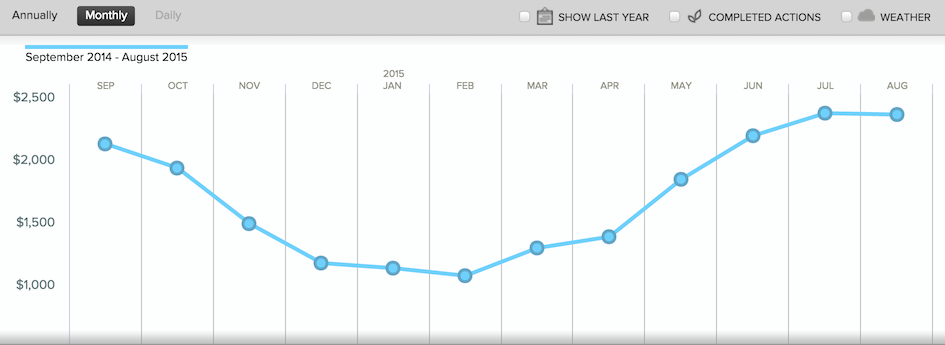 Annually Monthly Daily SHOW LAST YEAR COMPLETED ACTIONS WEATHER
September 2014 - August 2015
2015
SEP OCT NOV DEC JAN FEB MAR APR MAY JUN JUL AUG
$2,500
$2,000
$1,500
$1,000